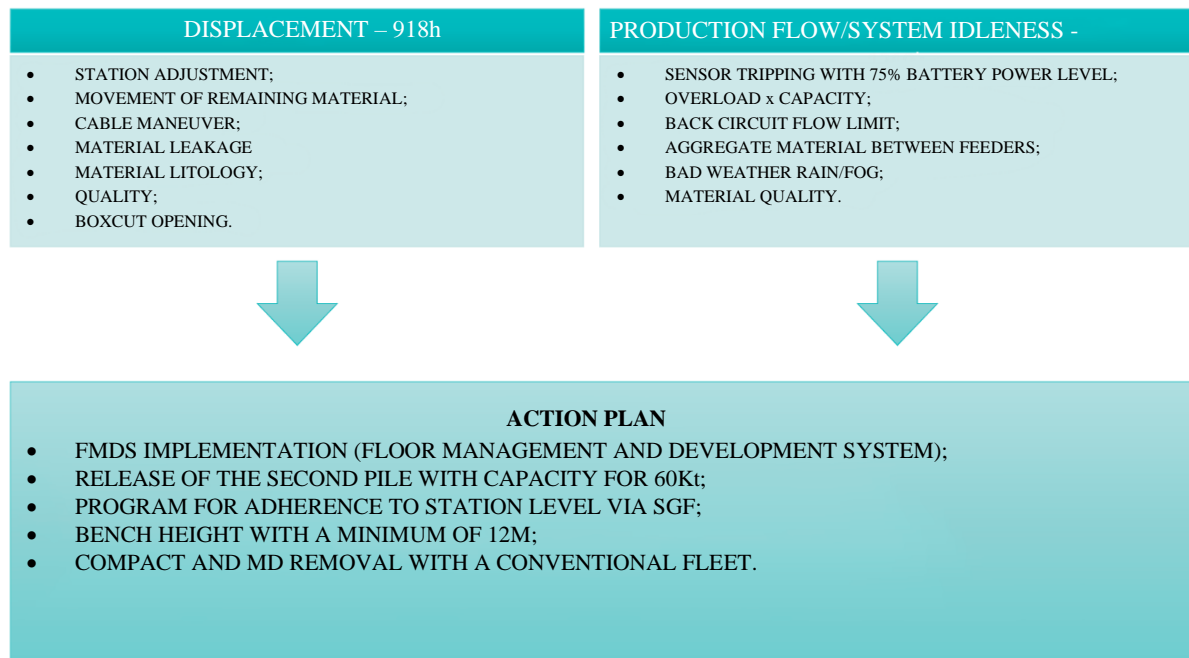 DISPLACEMENT – 918h
• STATION ADJUSTMENT;
• MOVEMENT OF REMAINING MATERIAL;
• CABLE MANEUVER;
• MATERIAL LEAKAGE
• MATERIAL LITOLOGY;
• QUALITY;
• BOXCUT OPENING.
PRODUCTION FLOW/SYSTEM IDLENESS -
• SENSOR TRIPPING WITH 75% BATTERY POWER LEVEL;
• OVERLOAD x CAPACITY;
• BACK CIRCUIT FLOW LIMIT;
• AGGREGATE MATERIAL BETWEEN FEEDERS;
• BAD WEATHER RAIN/FOG;
• MATERIAL QUALITY.
ACTION PLAN
• FMDS IMPLEMENTATION (FLOOR MANAGEMENT AND DEVELOPMENT SYSTEM);
• RELEASE OF THE SECOND PILE WITH CAPACITY FOR 60Kt;
• PROGRAM FOR ADHERENCE TO STATION LEVEL VIA SGF;
• BENCH HEIGHT WITH A MINIMUM OF 12M;
• COMPACT AND MD REMOVAL WITH A CONVENTIONAL FLEET.